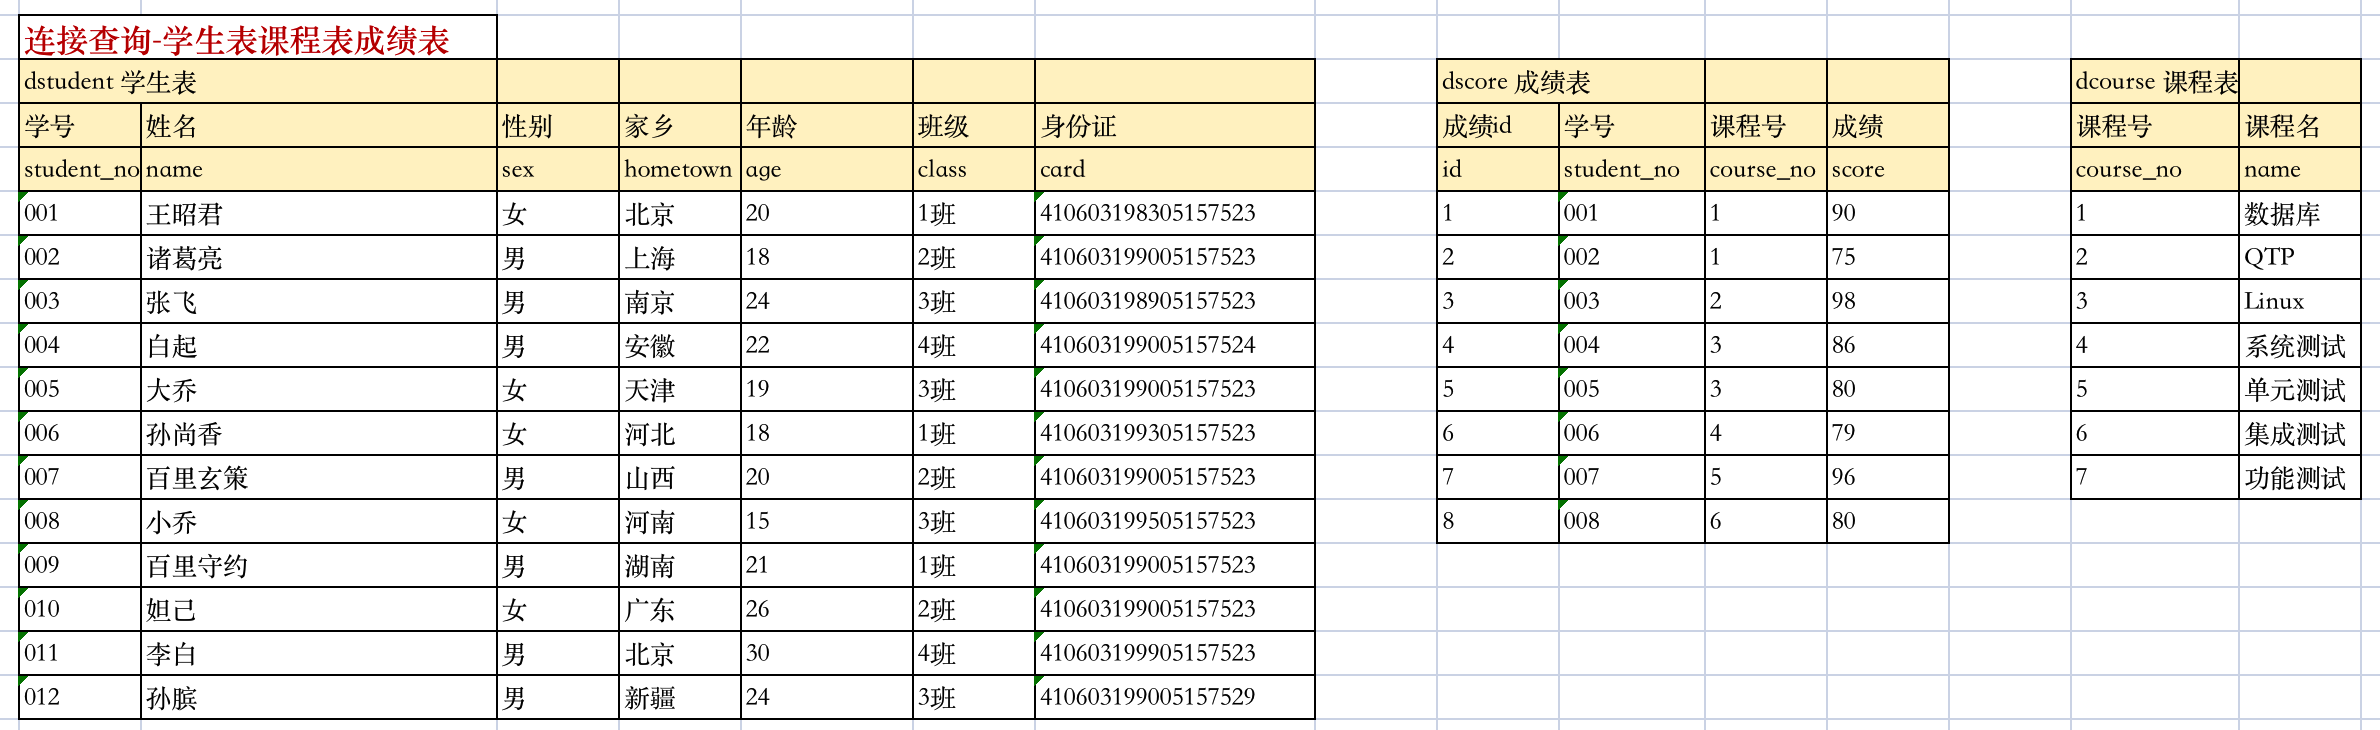 连接查询-学生表课程表成绩表
dstudent 学生表 dscore 成绩表 dcourse 课程表
学号 姓名 性别 家乡 年龄 班级 身份证 成绩id 学号 课程号 成绩 课程号 课程名
student_no name sex hometown age class card id student_no course_no score course_no name
001 王昭君 女 北京 20 1班 410603198305157523 1 001 1 90 1 数据库
002 诸葛亮 男 上海 18 2班 410603199005157523 2 002 1 75 2 QTP
003 张飞 男 南京 24 3班 410603198905157523 3 003 2 98 3 Linux
004 白起 男 安徽 22 4班 410603199005157524 4 004 3 86 4 系统测试
005 大乔 女 天津 19 3班 410603199005157523 5 005 3 80 5 单元测试
006 孙尚香 女 河北 18 1班 410603199305157523 6 006 4 79 6 集成测试
007 百里玄策 男 山西 20 2班 410603199005157523 7 007 5 96 7 功能测试
008 小乔 女 河南 15 3班 410603199505157523 8 008 6 80
009 百里守约 男 湖南 21 1班 410603199005157523
010 妲己 女 广东 26 2班 410603199005157523
011 李白 男 北京 30 4班 410603199905157523
012 孙膑 男 新疆 24 3班 410603199005157529